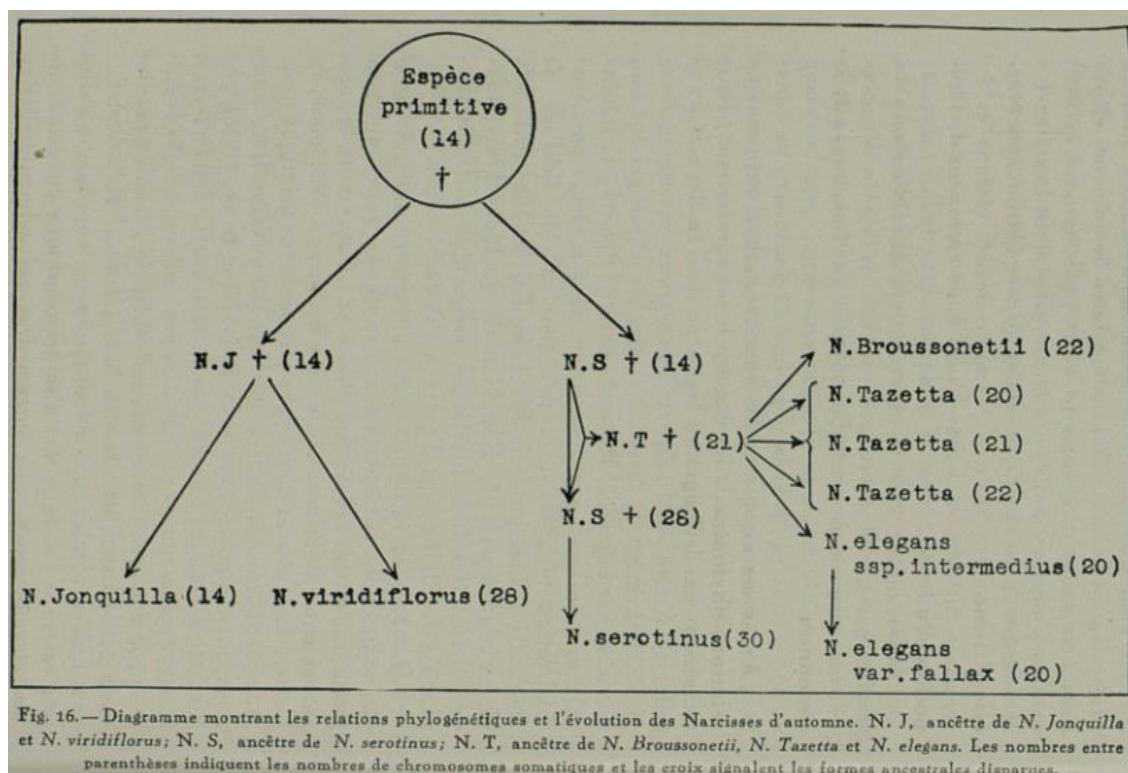 Espèce
primitive
(14)
†
N.J † (14)
N.S † (14)
N.T † (21)
N.S † (26)
N.Broussonetii (22)
N.Tazetta (20)
N.Tazetta (21)
N.Tazetta (22)
N.elegans
ssp.intermedius(20)
N.elegans
var.fallax (20)
N.Jonquilla (14)
N.viridiflorus(28)
N.serotinus(30)
Fig. 16.— Diagramme montrant les relations phylogénétiques et l'évolution des Narcisses d'automne. N. J, ancêtre de N. Jonquilla
et N. viridiflorus; N. S, ancêtre de N. serotinus; N. T, ancêtre de N. Broussonetii, N. Tazetta et N. elegans. Les nombres entre
parenthèses indiquent les nombres de chromosomes somatiques et les croix signalent les formes ancestrales disparues.